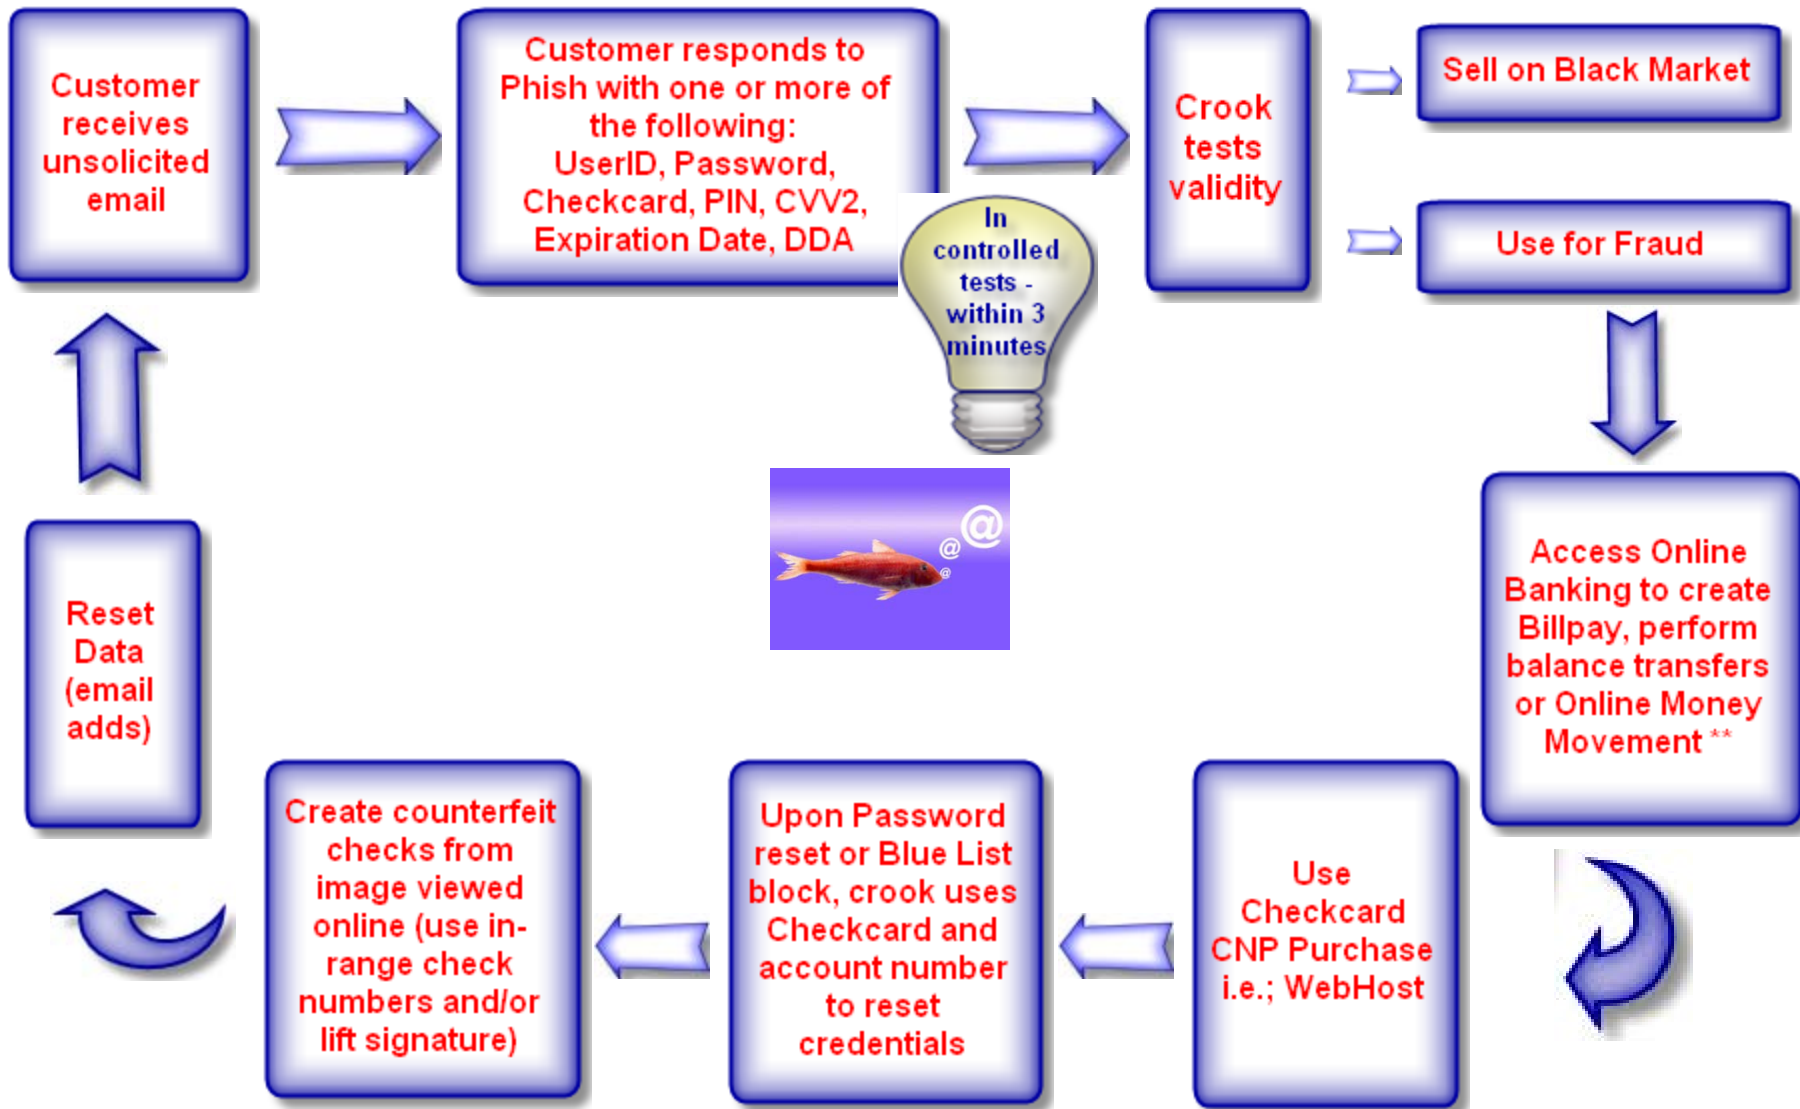 Customer
receives
unsolicited
email
Customer responds to
Phish with one or more of
the following:
UserID, Password,
Checkcard, PIN, CVV2,
Expiration Date, DDA
In
controlled
tests -
within 3
minutes
Crook
tests
validity
Sell on Black Market
Use for Fraud
Access Online
Banking to create
Billpay, perform
balance transfers
or Online Money
Movement **
Use
Checkcard
CNP Purchase
i.e.; WebHost
Upon Password
reset or Blue List
block, crook uses
Checkcard and
account number
to reset
credentials
Create counterfeit
checks from
image viewed
online (use in-
range check
numbers and/or
lift signature)
Reset
Data
(email
adds)
@
@
@